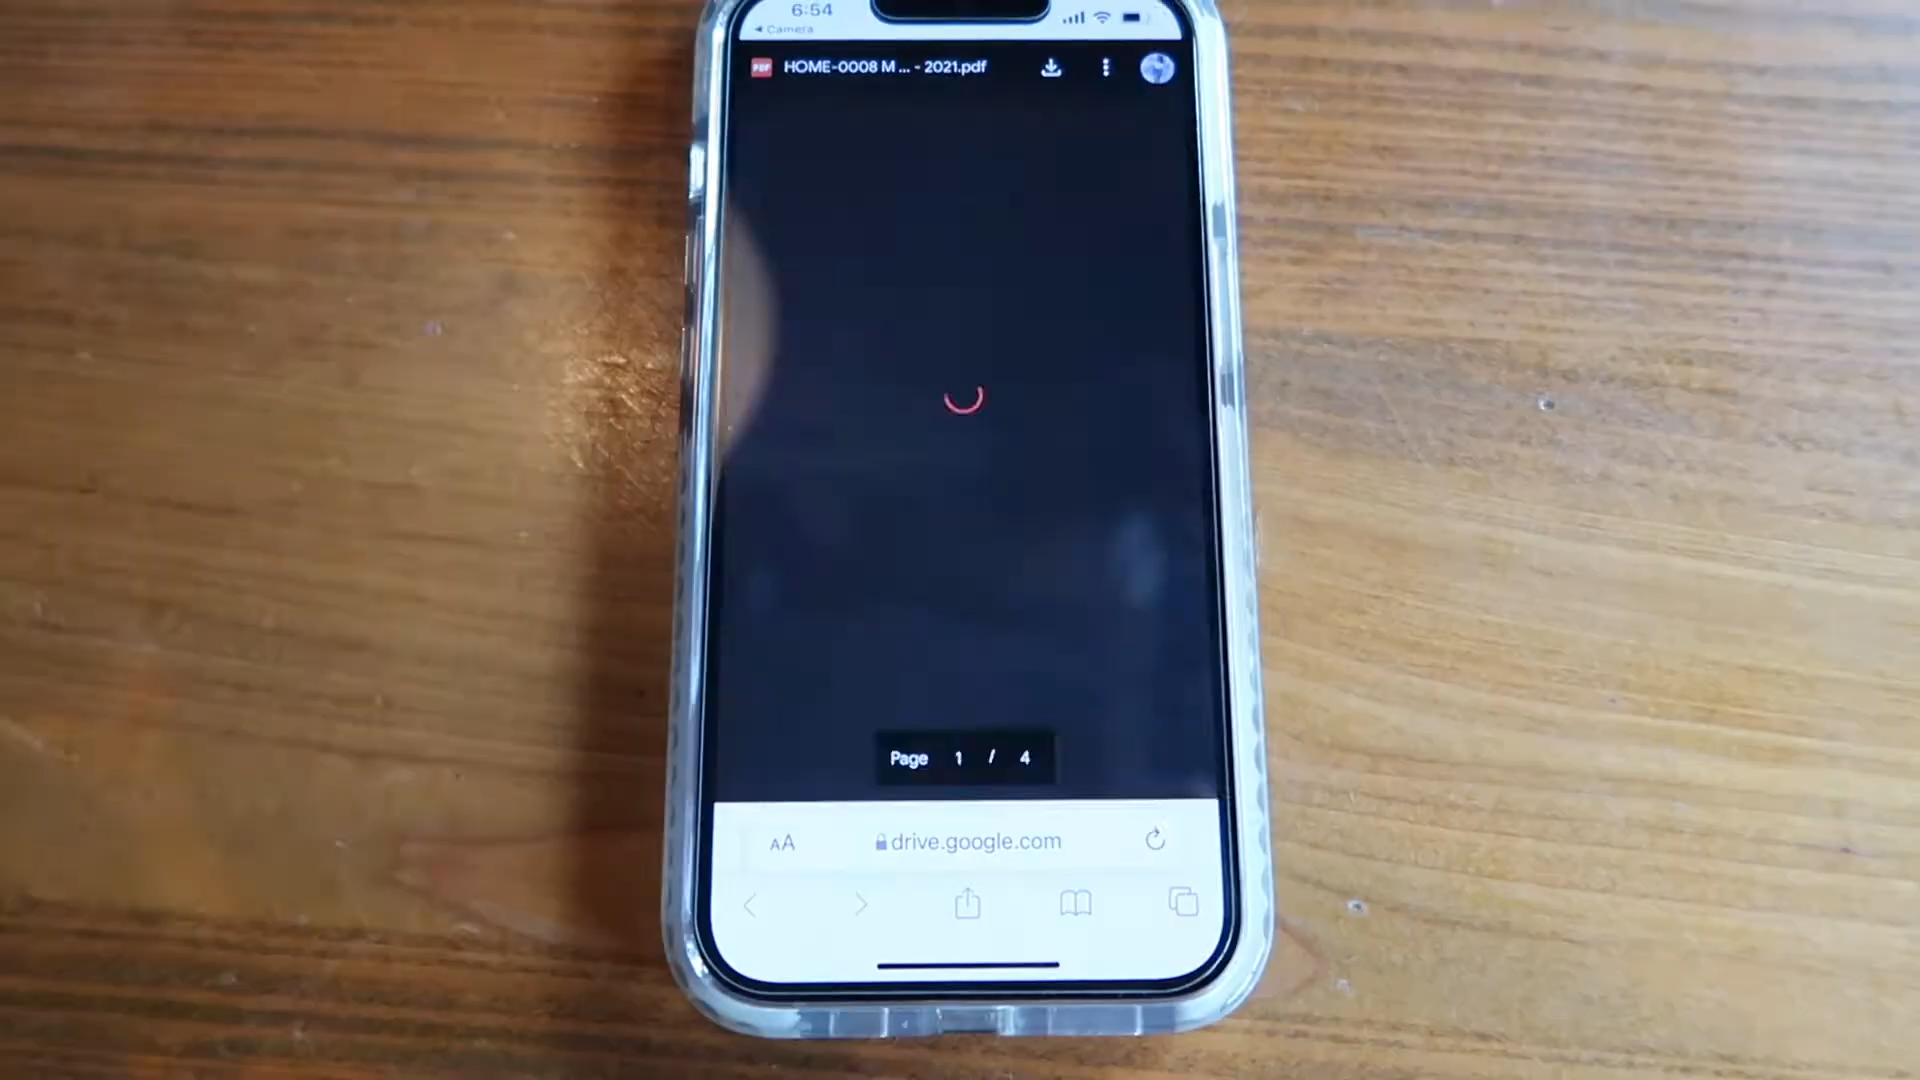 6:54
◄ Camera
PDF HOME-0008 M ... - 2021.pdf
Page 1 / 4
AA drive.google.com